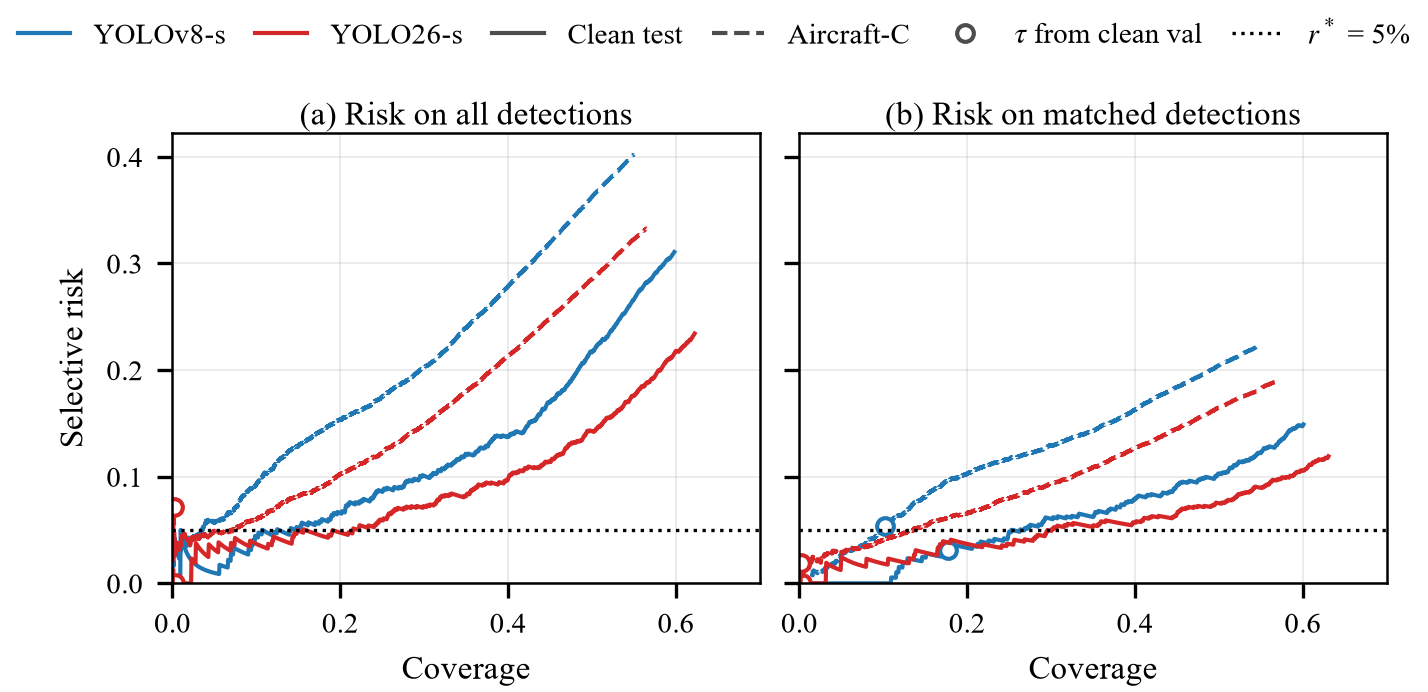 YOLOv8-s YOLO26-s Clean test Aircraft-C τ from clean val r* = 5%
(a) Risk on all detections
(b) Risk on matched detections
Selective risk
0.4
0.3
0.2
0.1
0.0
0.0 0.2 0.4 0.6
0.0 0.2 0.4 0.6
Coverage
Coverage